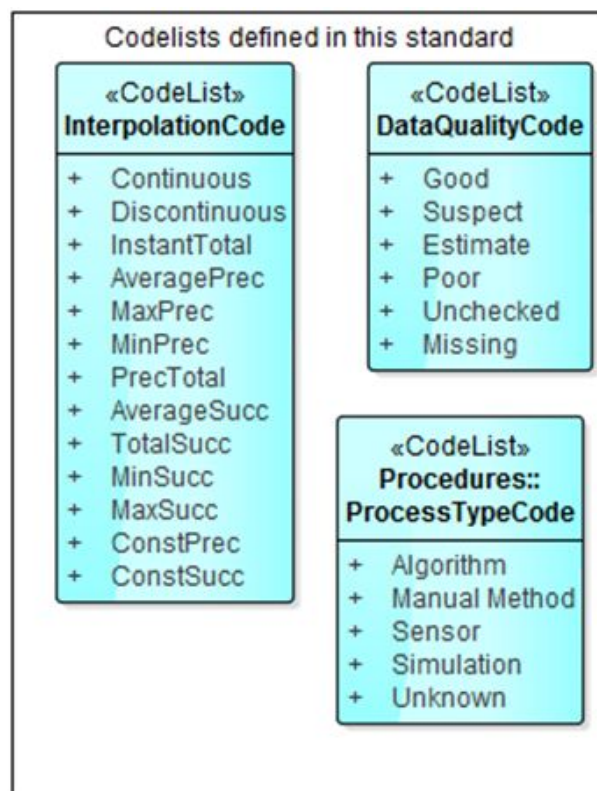 Codelists defined in this standard
«CodeList»
InterpolationCode
+ Continuous
+ Discontinuous
+ InstantTotal
+ AveragePrec
+ MaxPrec
+ MinPrec
+ PrecTotal
+ AverageSucc
+ TotalSucc
+ MinSucc
+ MaxSucc
+ ConstPrec
+ ConstSucc
«CodeList»
DataQualityCode
+ Good
+ Suspect
+ Estimate
+ Poor
+ Unchecked
+ Missing
«CodeList»
Procedures::
ProcessTypeCode
+ Algorithm
+ Manual Method
+ Sensor
+ Simulation
+ Unknown